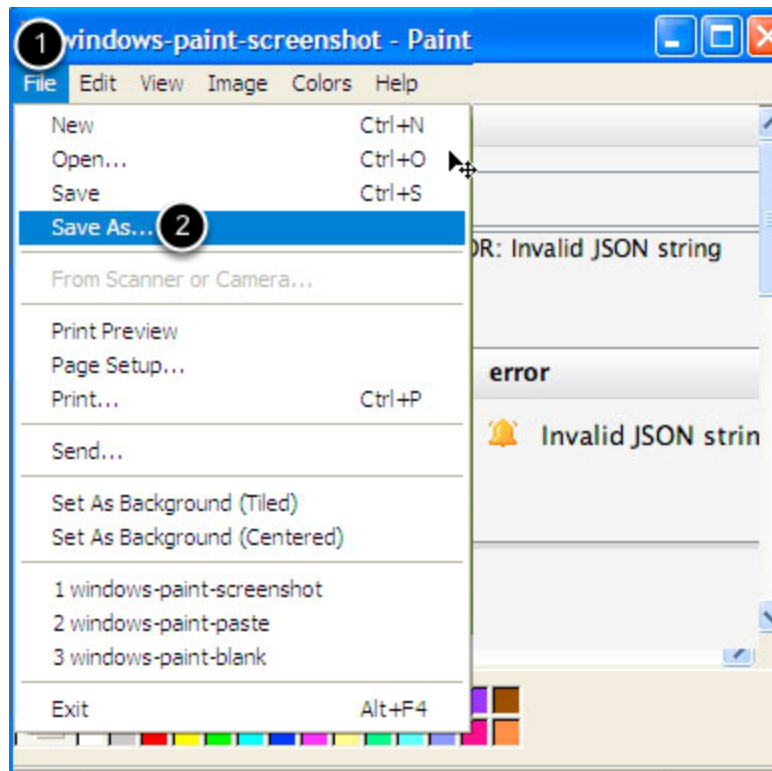 1
windows-paint-screenshot - Paint
File Edit View Image Colors Help
New Ctrl+N
Open... Ctrl+O
Save Ctrl+S
Save As... 2
OR: Invalid JSON string
From Scanner or Camera...
Print Preview
Page Setup...
error
Print... Ctrl+P
Invalid JSON strin
Send...
Set As Background (Tiled)
Set As Background (Centered)
1 windows-paint-screenshot
2 windows-paint-paste
3 windows-paint-blank
Exit Alt+F4